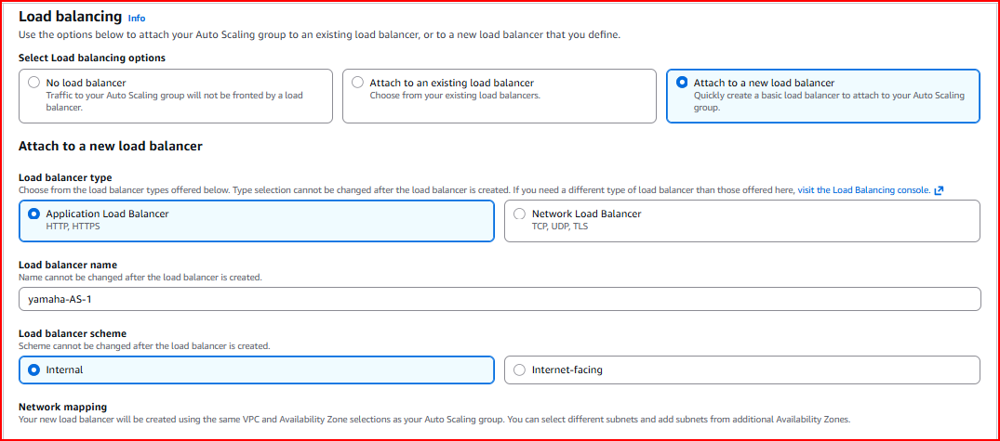 Load balancing Info
Use the options below to attach your Auto Scaling group to an existing load balancer, or to a new load balancer that you define.
Select Load balancing options
No load balancer
Traffic to your Auto Scaling group will not be fronted by a load
balancer.
Attach to an existing load balancer
Choose from your existing load balancers.
Attach to a new load balancer
Quickly create a basic load balancer to attach to your Auto Scaling
group.
Attach to a new load balancer
Load balancer type
Choose from the load balancer types offered below. Type selection cannot be changed after the load balancer is created. If you need a different type of load balancer than those offered here, visit the Load Balancing console.
Application Load Balancer
HTTP, HTTPS
Network Load Balancer
TCP, UDP, TLS
Load balancer name
Name cannot be changed after the load balancer is created.
yamaha-AS-1
Load balancer scheme
Scheme cannot be changed after the load balancer is created.
Internal
Internet-facing
Network mapping
Your new load balancer will be created using the same VPC and Availability Zone selections as your Auto Scaling group. You can select different subnets and add subnets from additional Availability Zones.